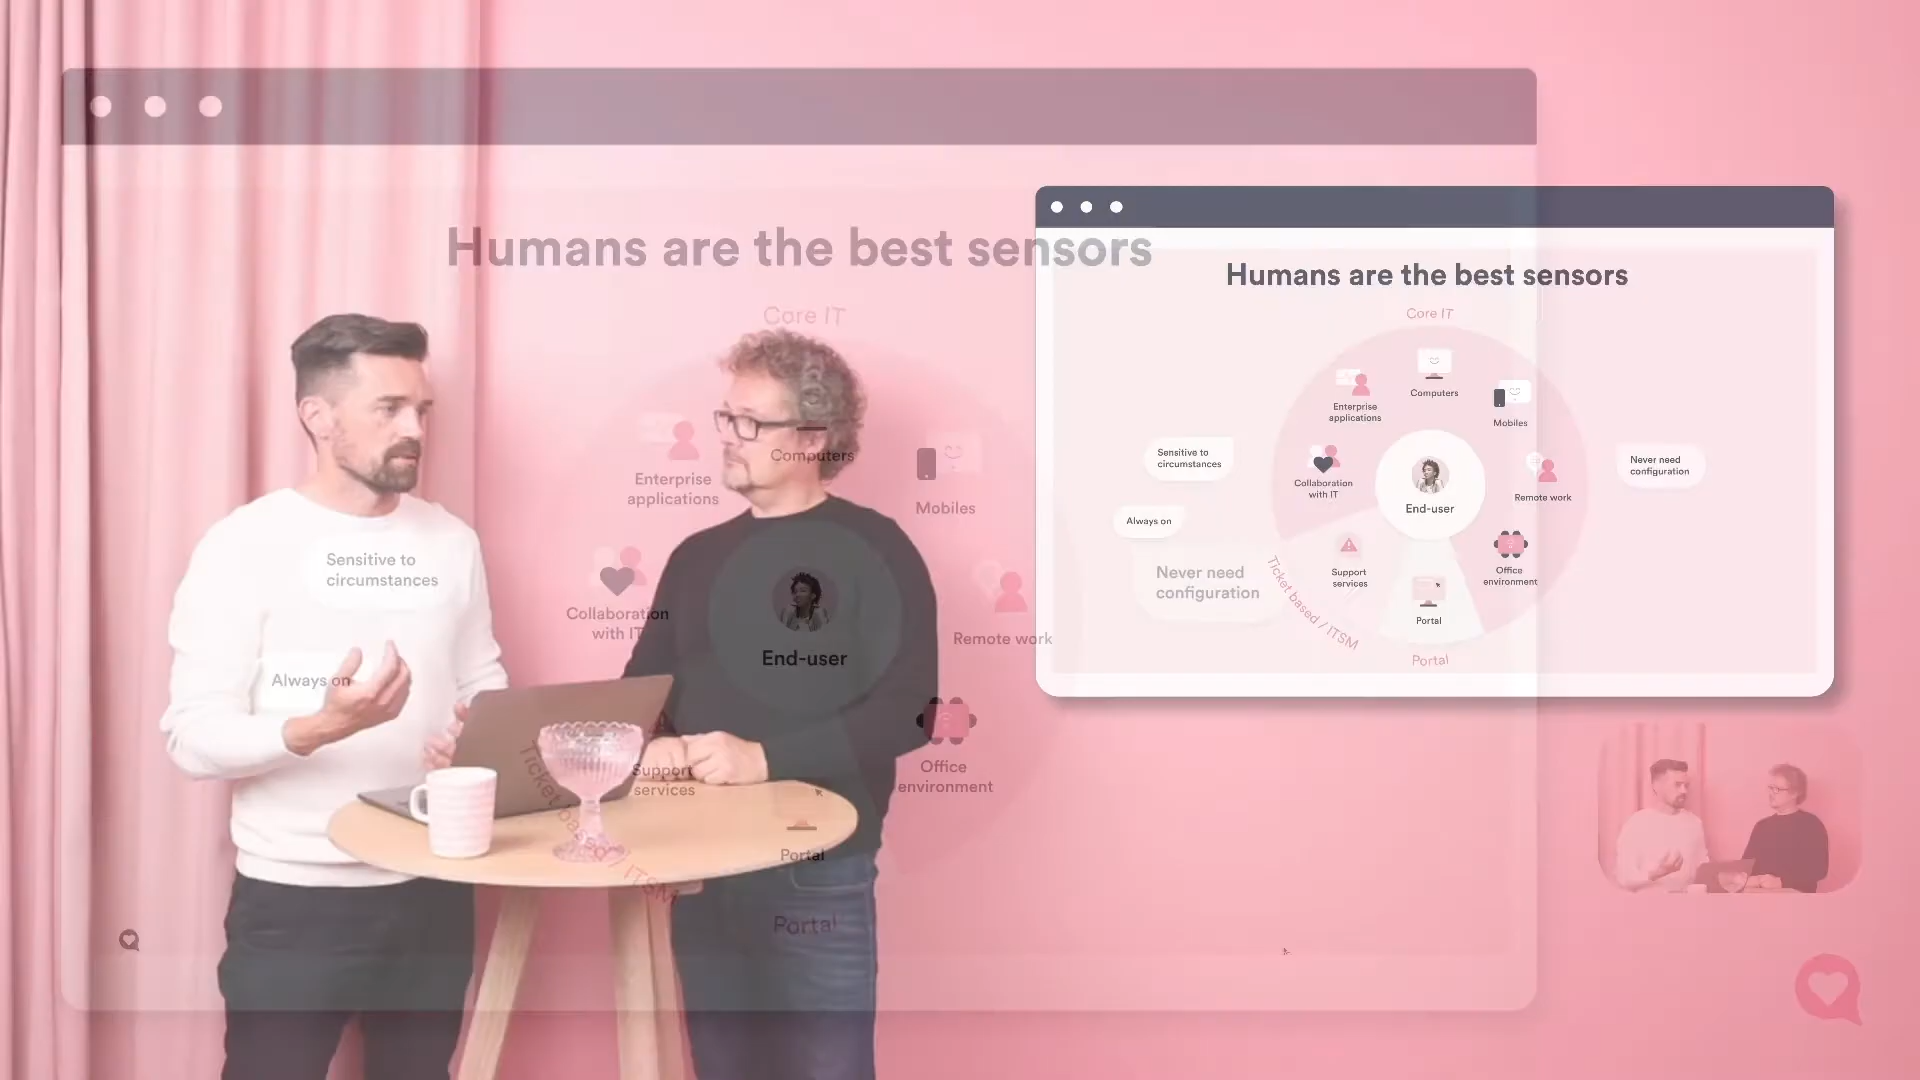 Humans are the best sensors
Core IT
Computers
Enterprise
applications
Mobiles
Sensitive to
circumstances
Never need
configuration
Collaboration
with IT
End-user
Remote work
Always on
Office
environment
Support
services
Ticket based / ITSM
Portal
Portal
Humans are the best sensors
Core IT
Computers
Enterprise
applications
Mobiles
Sensitive to
circumstances
Never need
configuration
Collaboration
with IT
End-user
Remote work
Always on
Office
environment
Support
services
Ticket based / ITSM
Portal
Portal